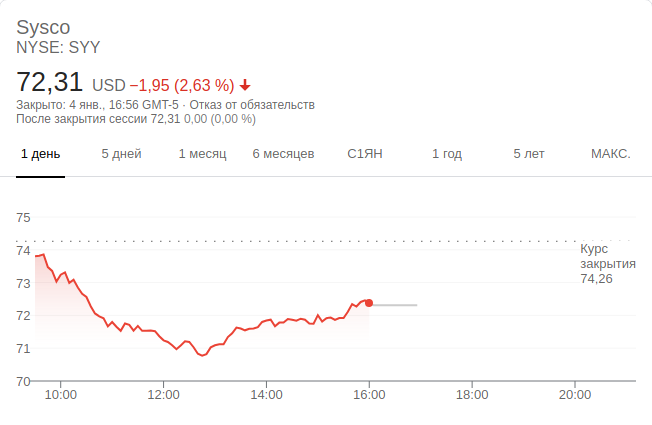 Sysco
NYSE: SYY
72,31 USD −1,95 (2,63 %)
Закрыто: 4 янв., 16:56 GMT-5 · Отказ от обязательств
После закрытия сессии 72,31 0,00 (0,00 %)
1 день 5 дней 1 месяц 6 месяцев С1ЯН 1 год 5 лет МАКС.
75
74
73
72
71
70
Курс
закрытия
74,26
10:00 12:00 14:00 16:00 18:00 20:00